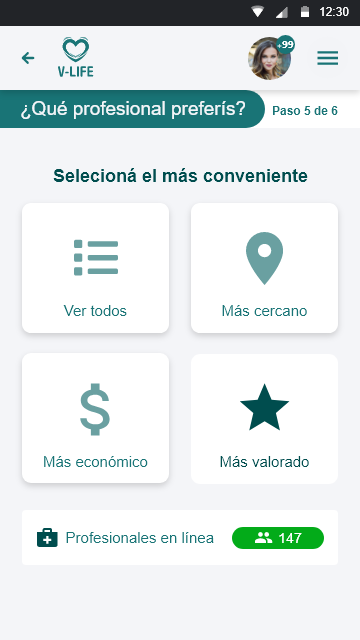 12:30
V-LIFE
+99
¿Qué profesional preferís?
Paso 5 de 6
Selecioná el más conveniente
Ver todos
Más cercano
Más económico
Más valorado
Profesionales en línea
147